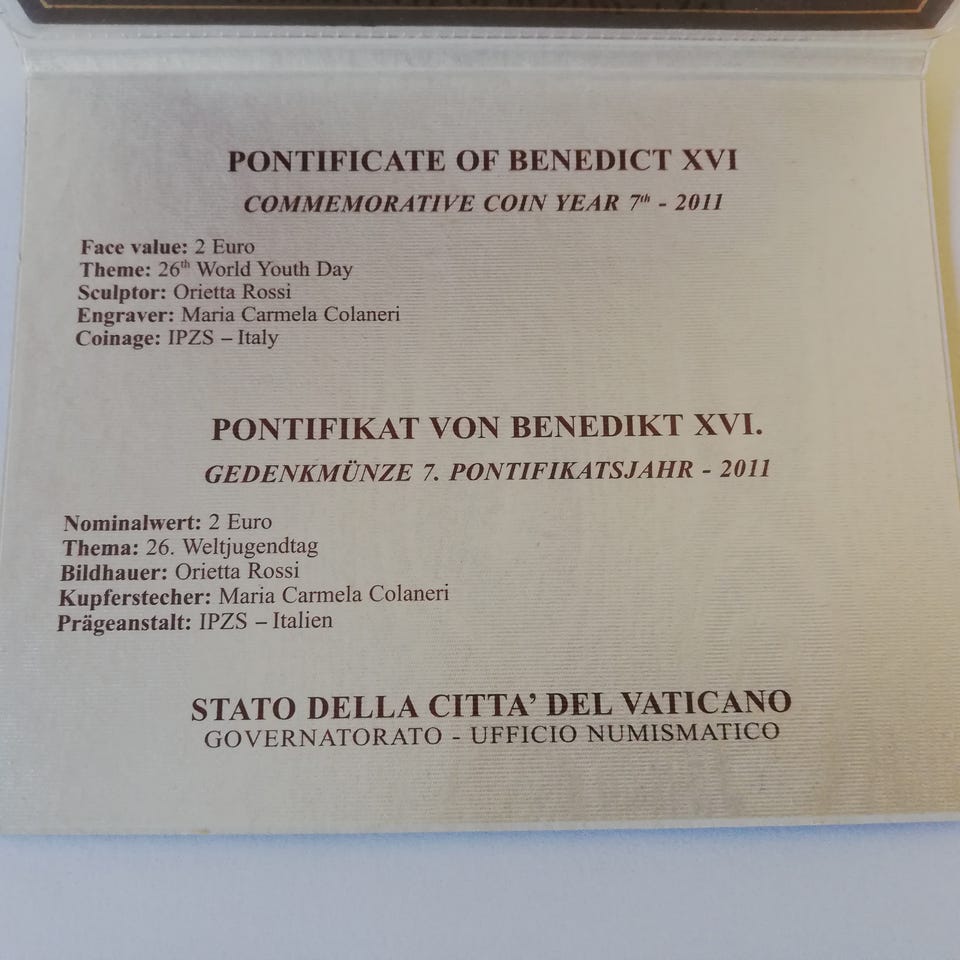 PONTIFICATE OF BENEDICT XVI
COMMEMORATIVE COIN YEAR 7th - 2011
Face value: 2 Euro
Theme: 26th World Youth Day
Sculptor: Orietta Rossi
Engraver: Maria Carmela Colaneri
Coinage: IPZS – Italy
PONTIFIKAT VON BENEDIKT XVI.
GEDENKMÜNZE 7. PONTIFIKATSJAHR - 2011
Nominalwert: 2 Euro
Thema: 26. Weltjugendtag
Bildhauer: Orietta Rossi
Kupferstecher: Maria Carmela Colaneri
Prägeanstalt: IPZS – Italien
STATO DELLA CITTA’ DEL VATICANO
GOVERNATORATO - UFFICIO NUMISMATICO